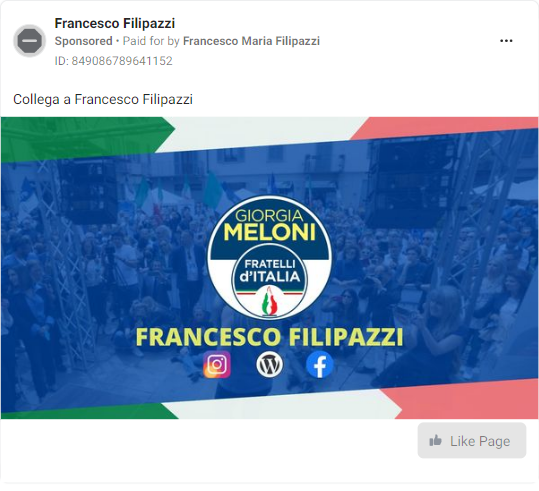 Francesco Filipazzi
Sponsored • Paid for by Francesco Maria Filipazzi
ID: 849086789641152
Collega a Francesco Filipazzi
GIORGIA
MELONI
FRATELLI
d'ITALIA
FRANCESCO FILIPAZZI
Like Page